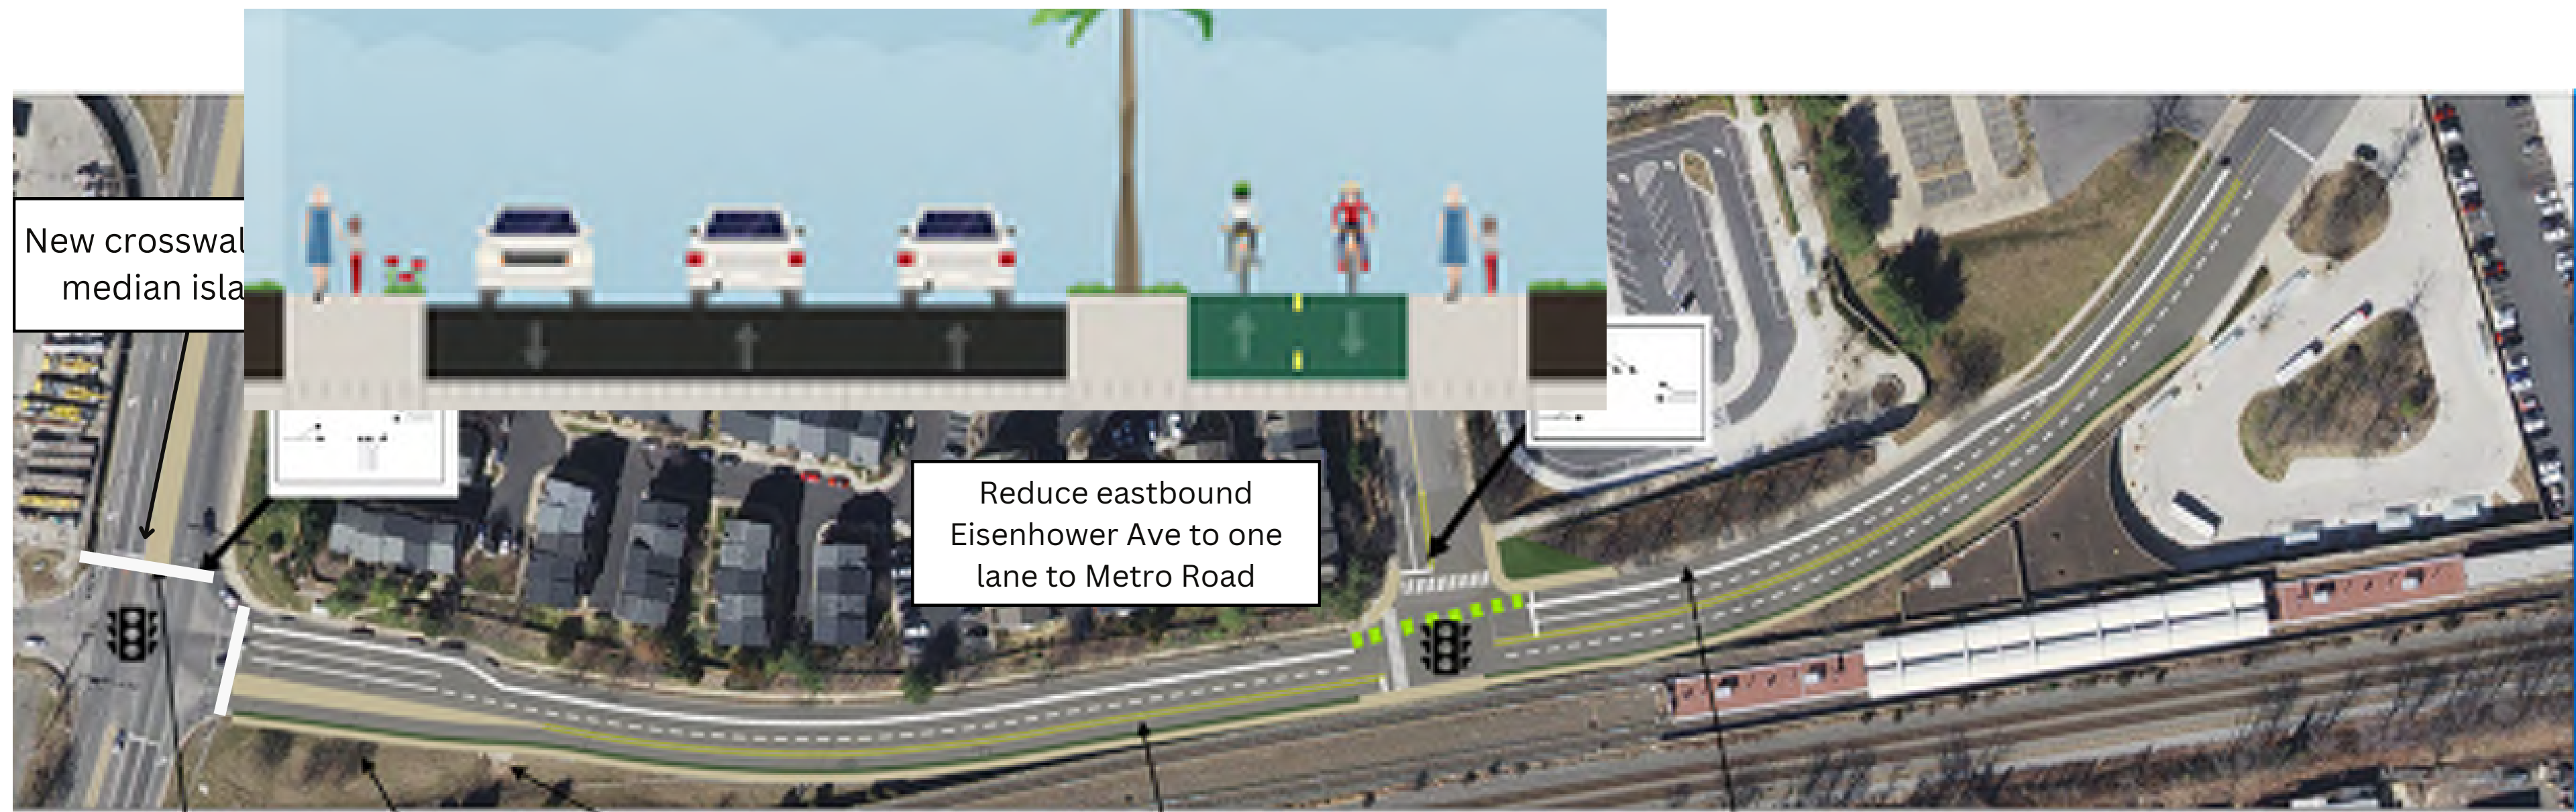 New crosswal
median isla
Reduce eastbound
Eisenhower Ave to one
lane to Metro Road